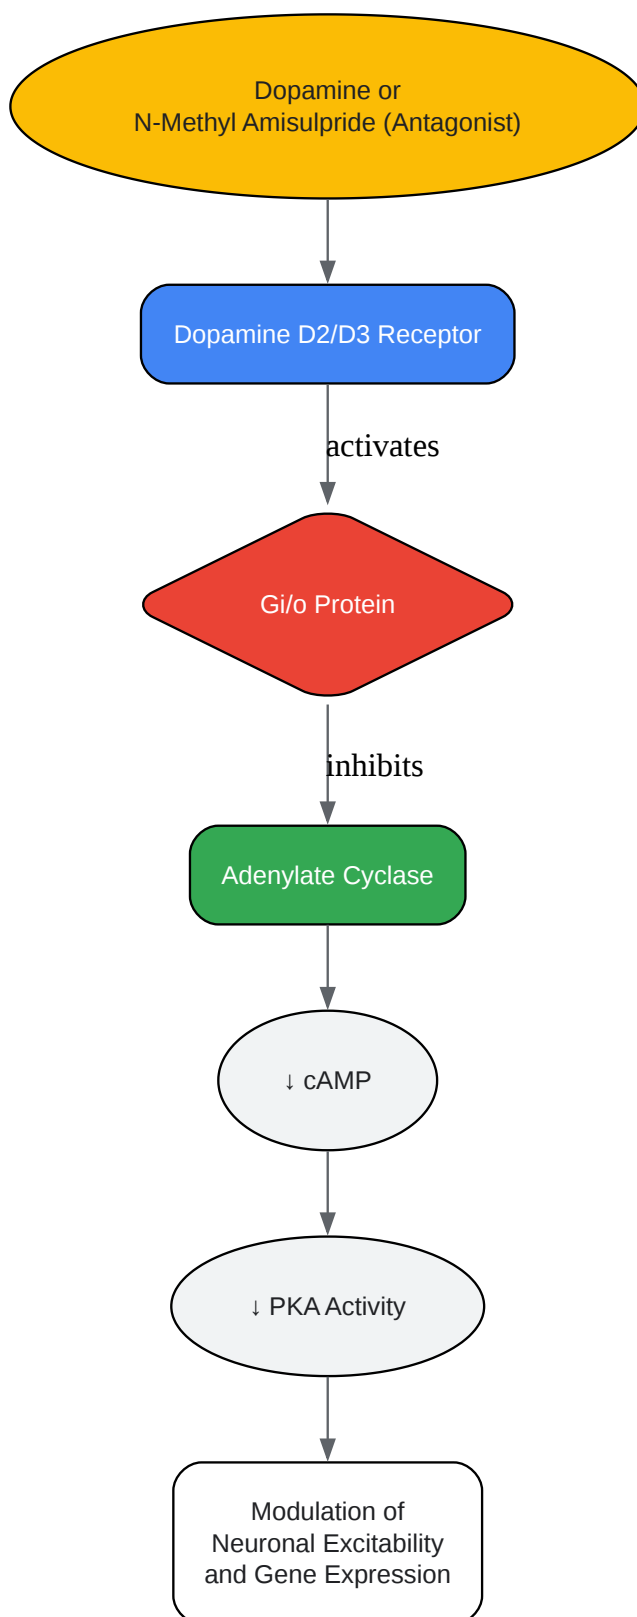 Dopamine or
N-Methyl Amisulpride (Antagonist)
Dopamine D2/D3 Receptor
activates
Gi/o Protein
inhibits
Adenylate Cyclase
↓ cAMP
↓ PKA Activity
Modulation of
Neuronal Excitability
and Gene Expression